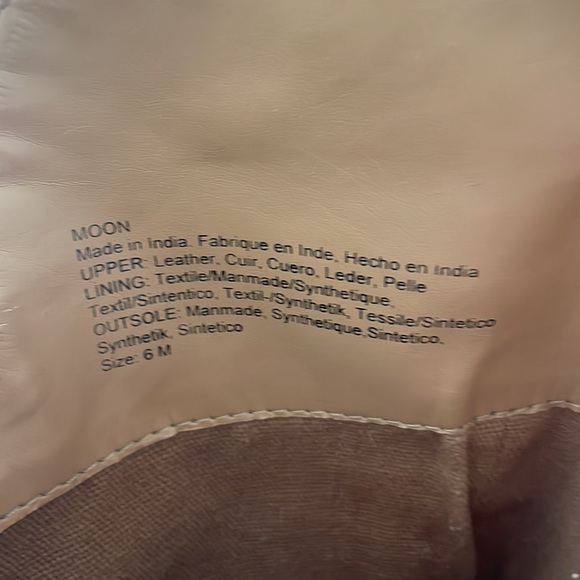 MOON
Made in India. Fabrique en Inde, Hecho en India
UPPER: Leather, Cuir, Cuero, Leder, Pelle
LINING: Textile/Manmade/Synthetique,
Textil/Sintentico, Textil-/Synthetik, Tessile/Sintetico
OUTSOLE: Manmade, Synthetique,Sintetico,
Synthetik, Sintetico
Size: 6 M